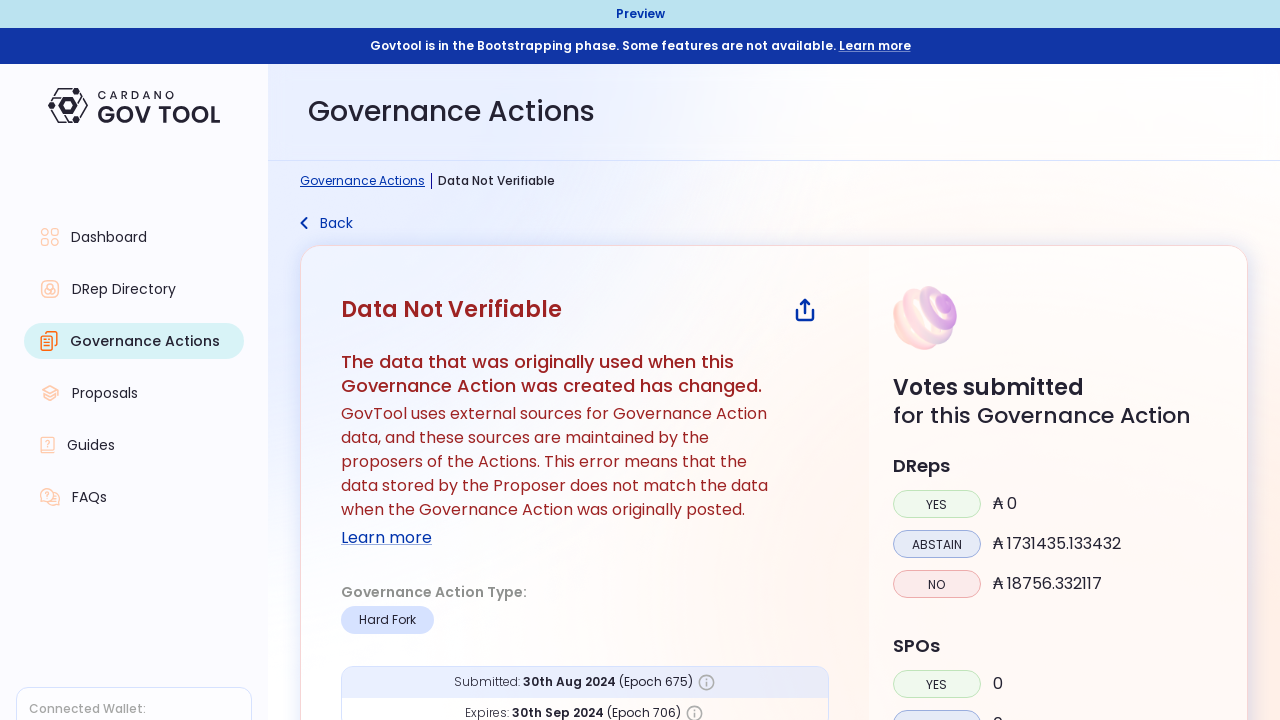 Preview
Govtool is in the Bootstrapping phase. Some features are not available. Learn more
CARDANO
GOV TOOL
Governance Actions
Governance Actions | Data Not Verifiable
Back
Dashboard
DRep Directory
Governance Actions
Proposals
Guides
FAQs
Connected Wallet:
Data Not Verifiable
The data that was originally used when this
Governance Action was created has changed.
GovTool uses external sources for Governance Action
data, and these sources are maintained by the
proposers of the Actions. This error means that the
data stored by the Proposer does not match the data
when the Governance Action was originally posted.
Learn more
Governance Action Type:
Hard Fork
Submitted: 30th Aug 2024 (Epoch 675)
Expires: 30th Sep 2024 (Epoch 706)
Votes submitted
for this Governance Action
DReps
YES ₳ 0
ABSTAIN ₳ 1731435.133432
NO ₳ 18756.332117
SPOs
YES 0